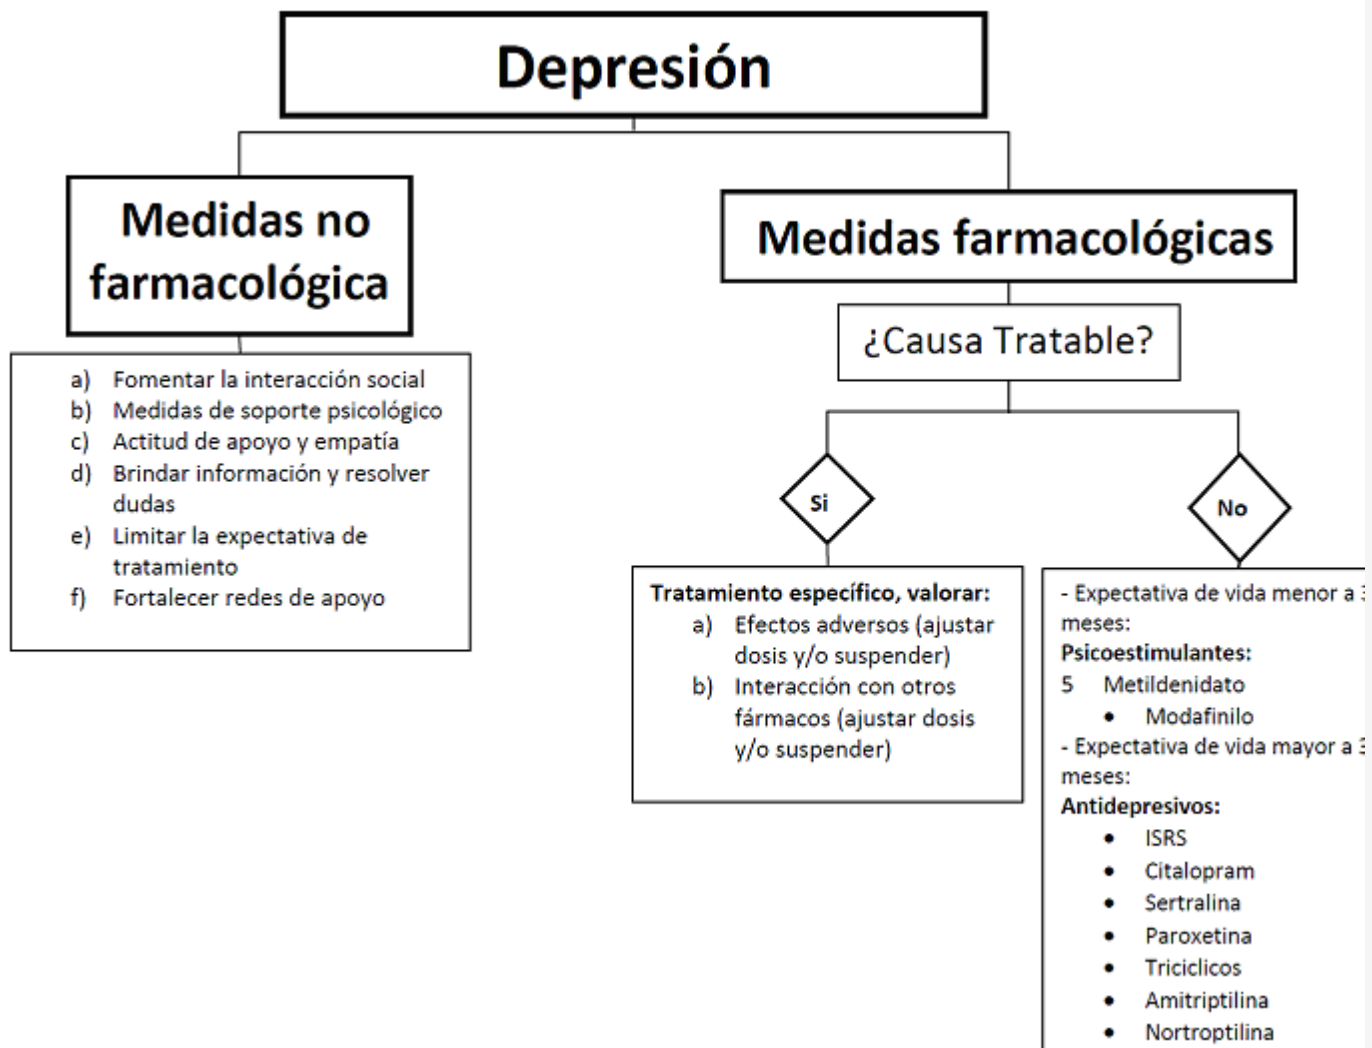 Depresión
Medidas no
farmacológica
a) Fomentar la interacción social
b) Medidas de soporte psicológico
c) Actitud de apoyo y empatía
d) Brindar información y resolver
dudas
e) Limitar la expectativa de
tratamiento
f) Fortalecer redes de apoyo
Medidas farmacológicas
¿Causa Tratable?
Si
Tratamiento específico, valorar:
a) Efectos adversos (ajustar
dosis y/o suspender)
b) Interacción con otros
fármacos (ajustar dosis
y/o suspender)
No
- Expectativa de vida menor a 3
meses:
Psicoestimulantes:
5 Metildenidato
• Modafinilo
- Expectativa de vida mayor a 3
meses:
Antidepresivos:
• ISRS
• Citalopram
• Sertralina
• Paroxetina
• Triciclicos
• Amitriptilina
• Nortroptilina